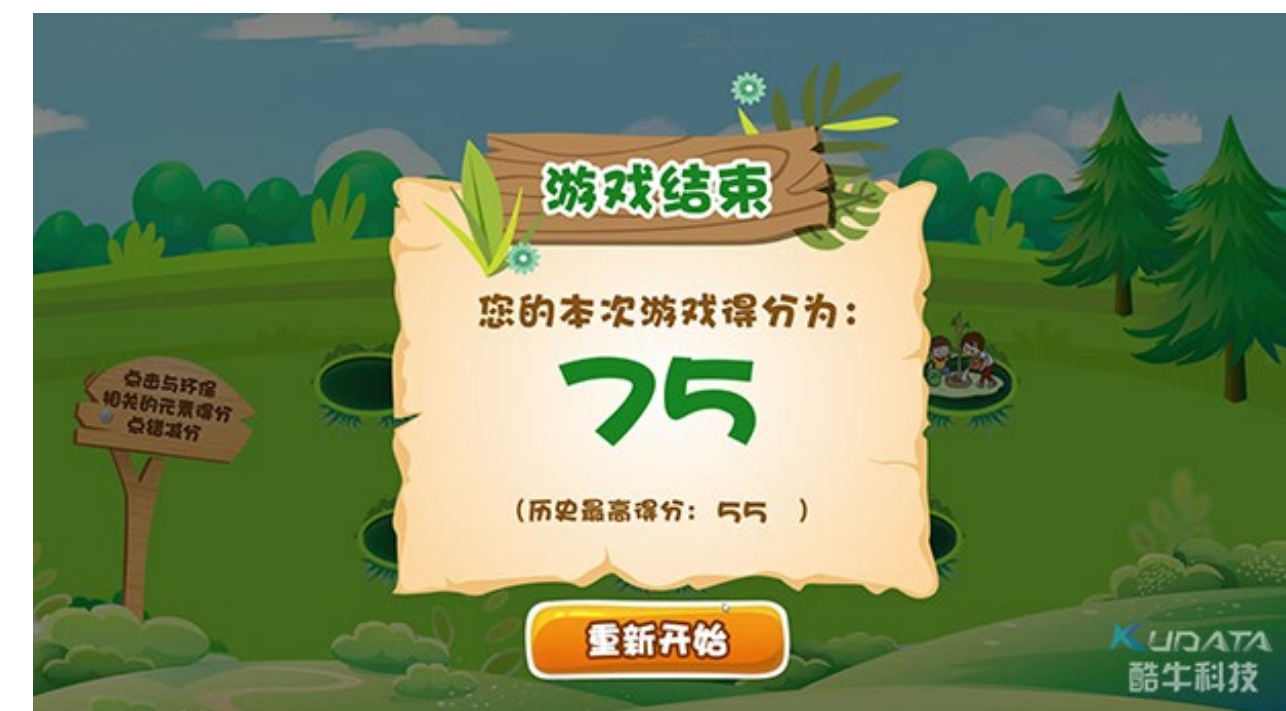 游戏结束
您的本次游戏得分为：
75
（历史最高得分： 55 ）
点击与环保
相关的元素得分
点错减分
重新开始
KUDATA
酷牛科技